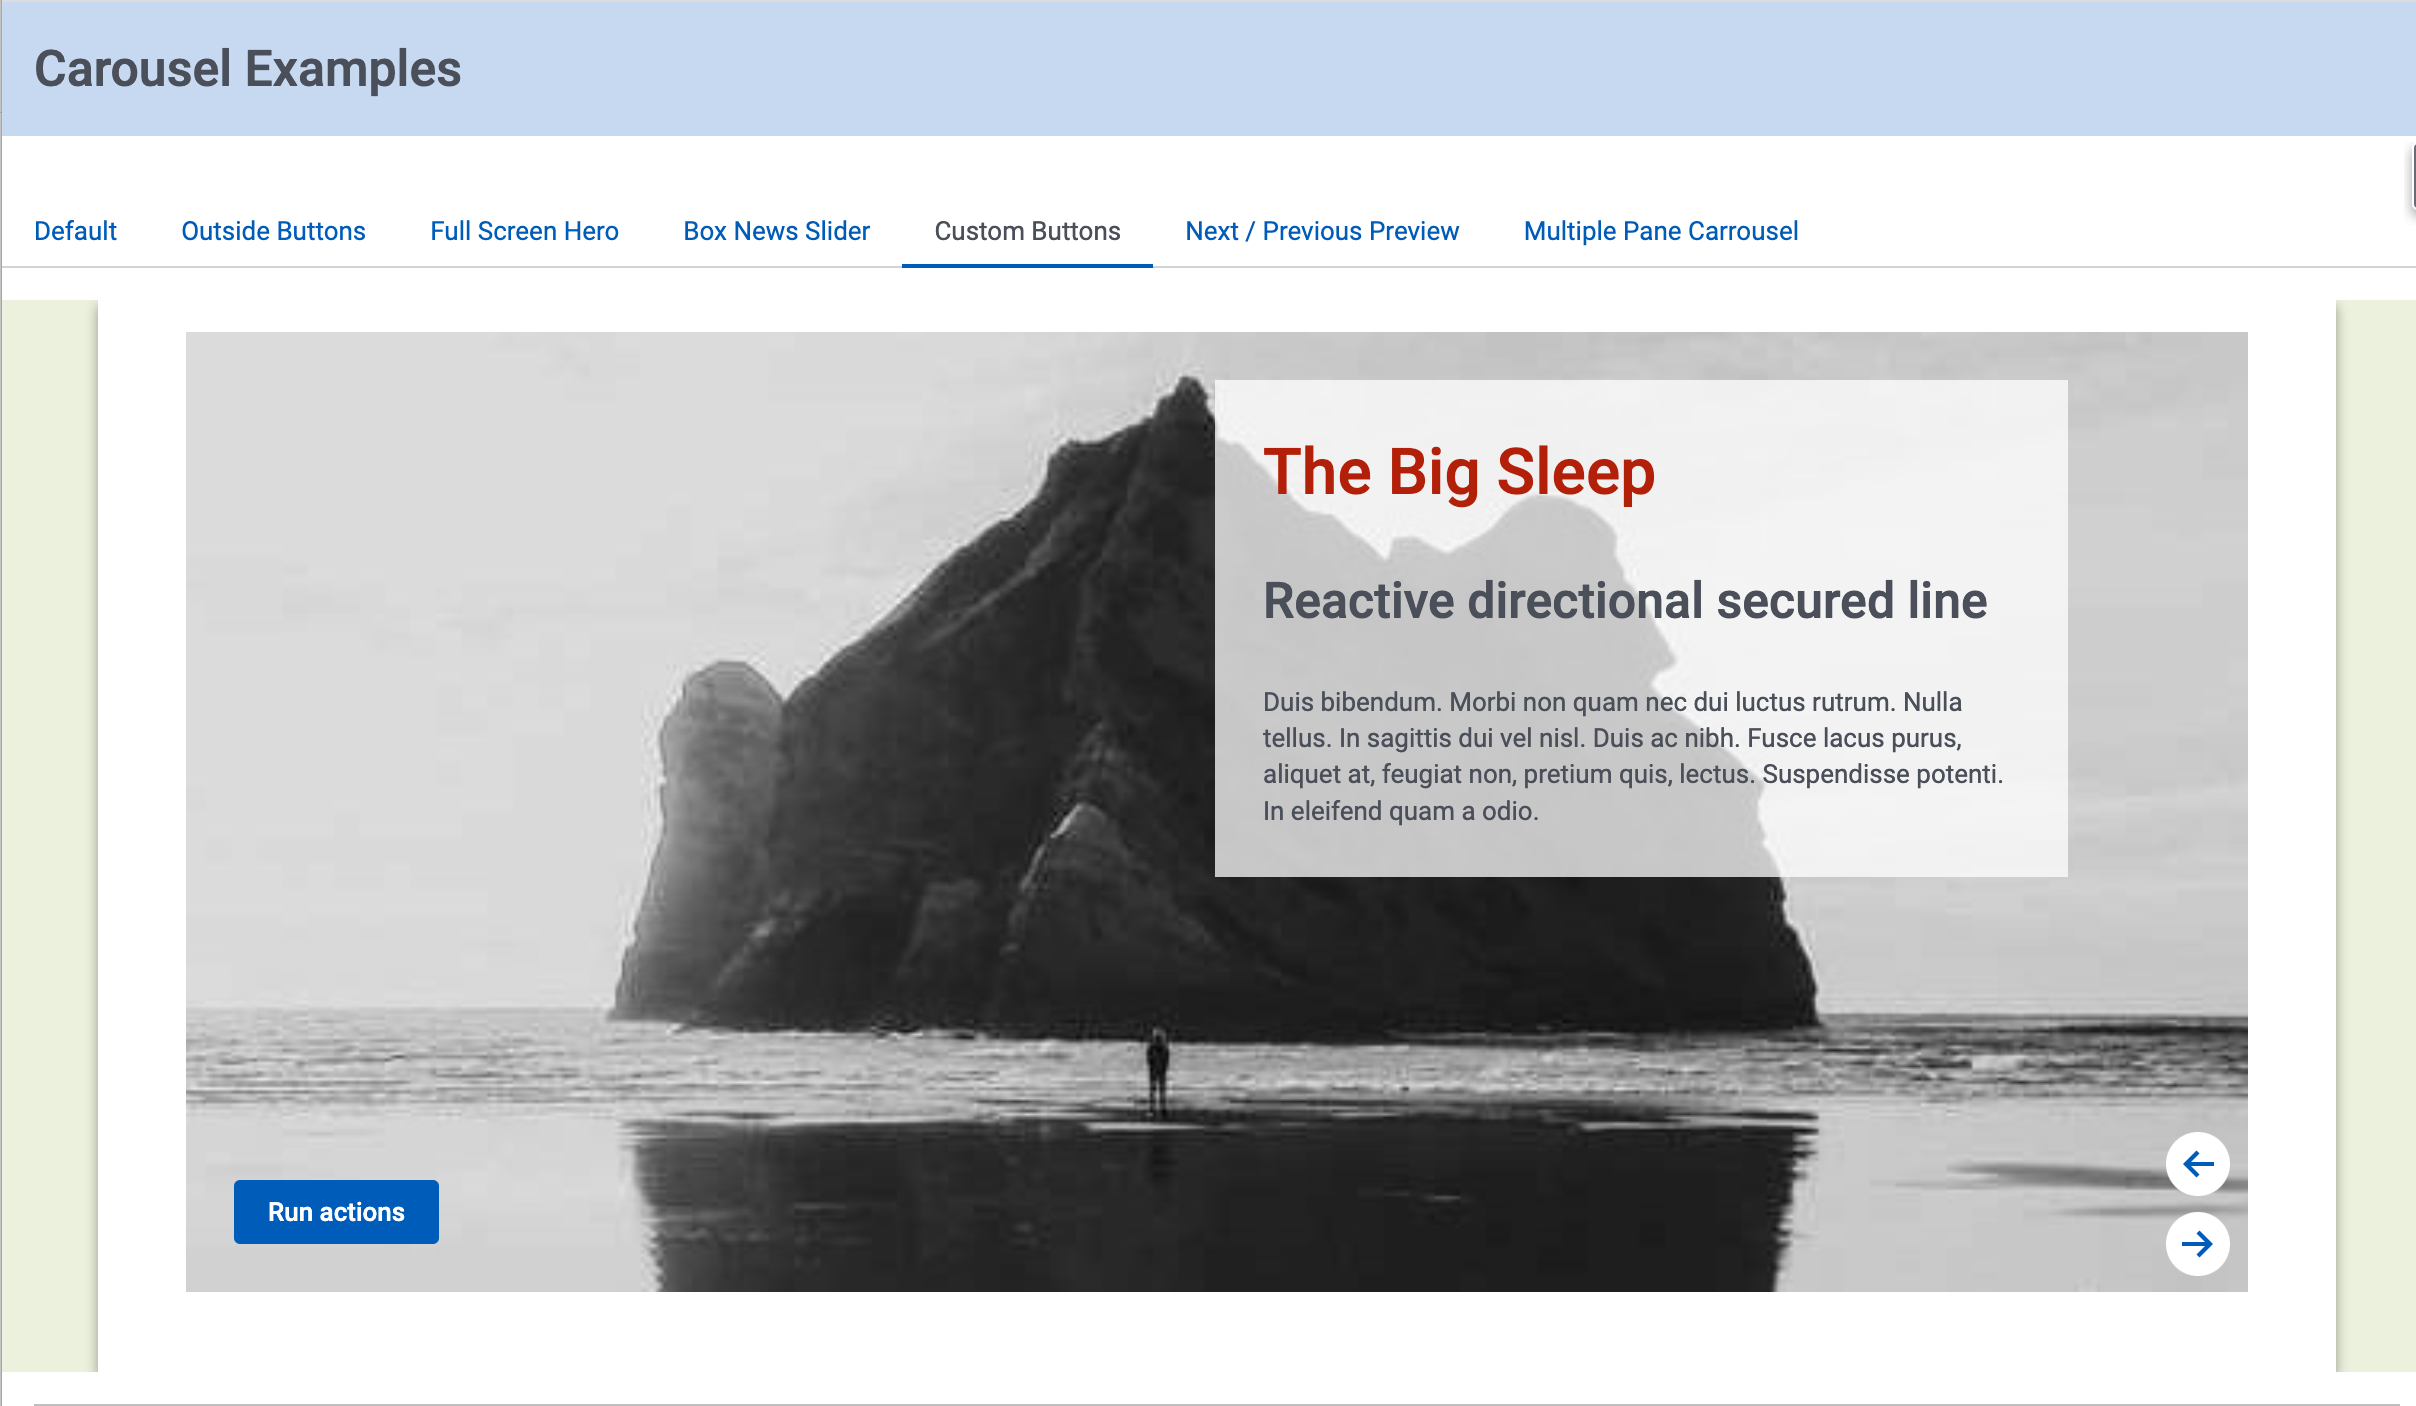 Carousel Examples
Default Outside Buttons Full Screen Hero Box News Slider Custom Buttons Next / Previous Preview Multiple Pane Carrousel
The Big Sleep
Reactive directional secured line
Duis bibendum. Morbi non quam nec dui luctus rutrum. Nulla
tellus. In sagittis dui vel nisl. Duis ac nibh. Fusce lacus purus,
aliquet at, feugiat non, pretium quis, lectus. Suspendisse potenti.
In eleifend quam a odio.
Run actions